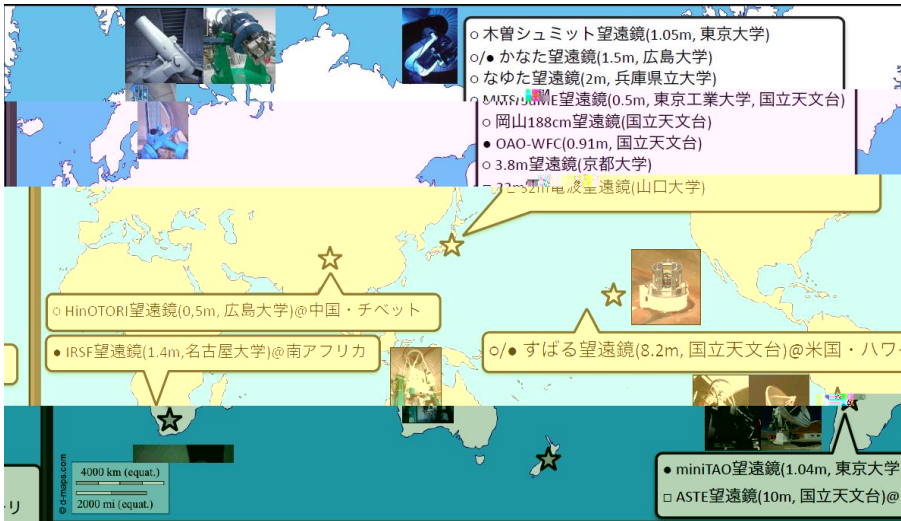 ○ 木曽シュミット望遠鏡(1.05m, 東京大学)
○/● かなた望遠鏡(1.5m, 広島大学)
○ なゆた望遠鏡(2m, 兵庫県立大学)
望遠鏡(0.5m, 東京工業大学, 国立天文台)
○ 岡山188cm望遠鏡(国立天文台)
● OAO-WFC(0.91m, 国立天文台)
○ 3.8m望遠鏡(京都大学)
電波望遠鏡(山口大学)
○ HinOTORI望遠鏡(0,5m, 広島大学)@中国・チベット
● IRSF望遠鏡(1.4m,名古屋大学)@南アフリカ
○/● すばる望遠鏡(8.2m, 国立天文台)@米国・ハワ
● miniTAO望遠鏡(1.04m, 東京大学
□ ASTE望遠鏡(10m, 国立天文台)@
リ
4000 km (equat.)
2000 mi (equat.)
© d-maps.com